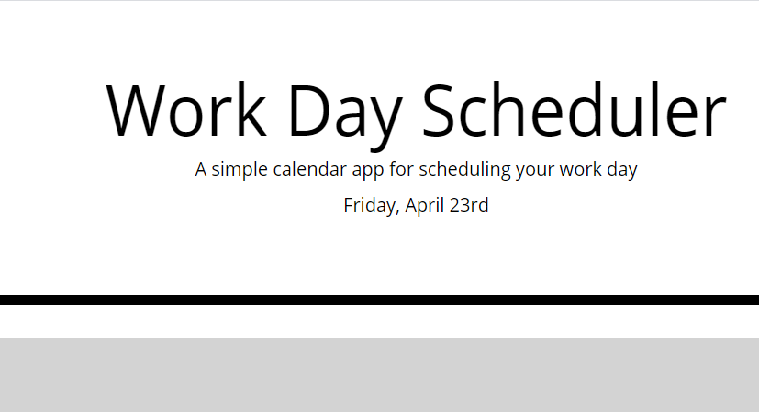 Work Day Scheduler
A simple calendar app for scheduling your work day
Friday, April 23rd